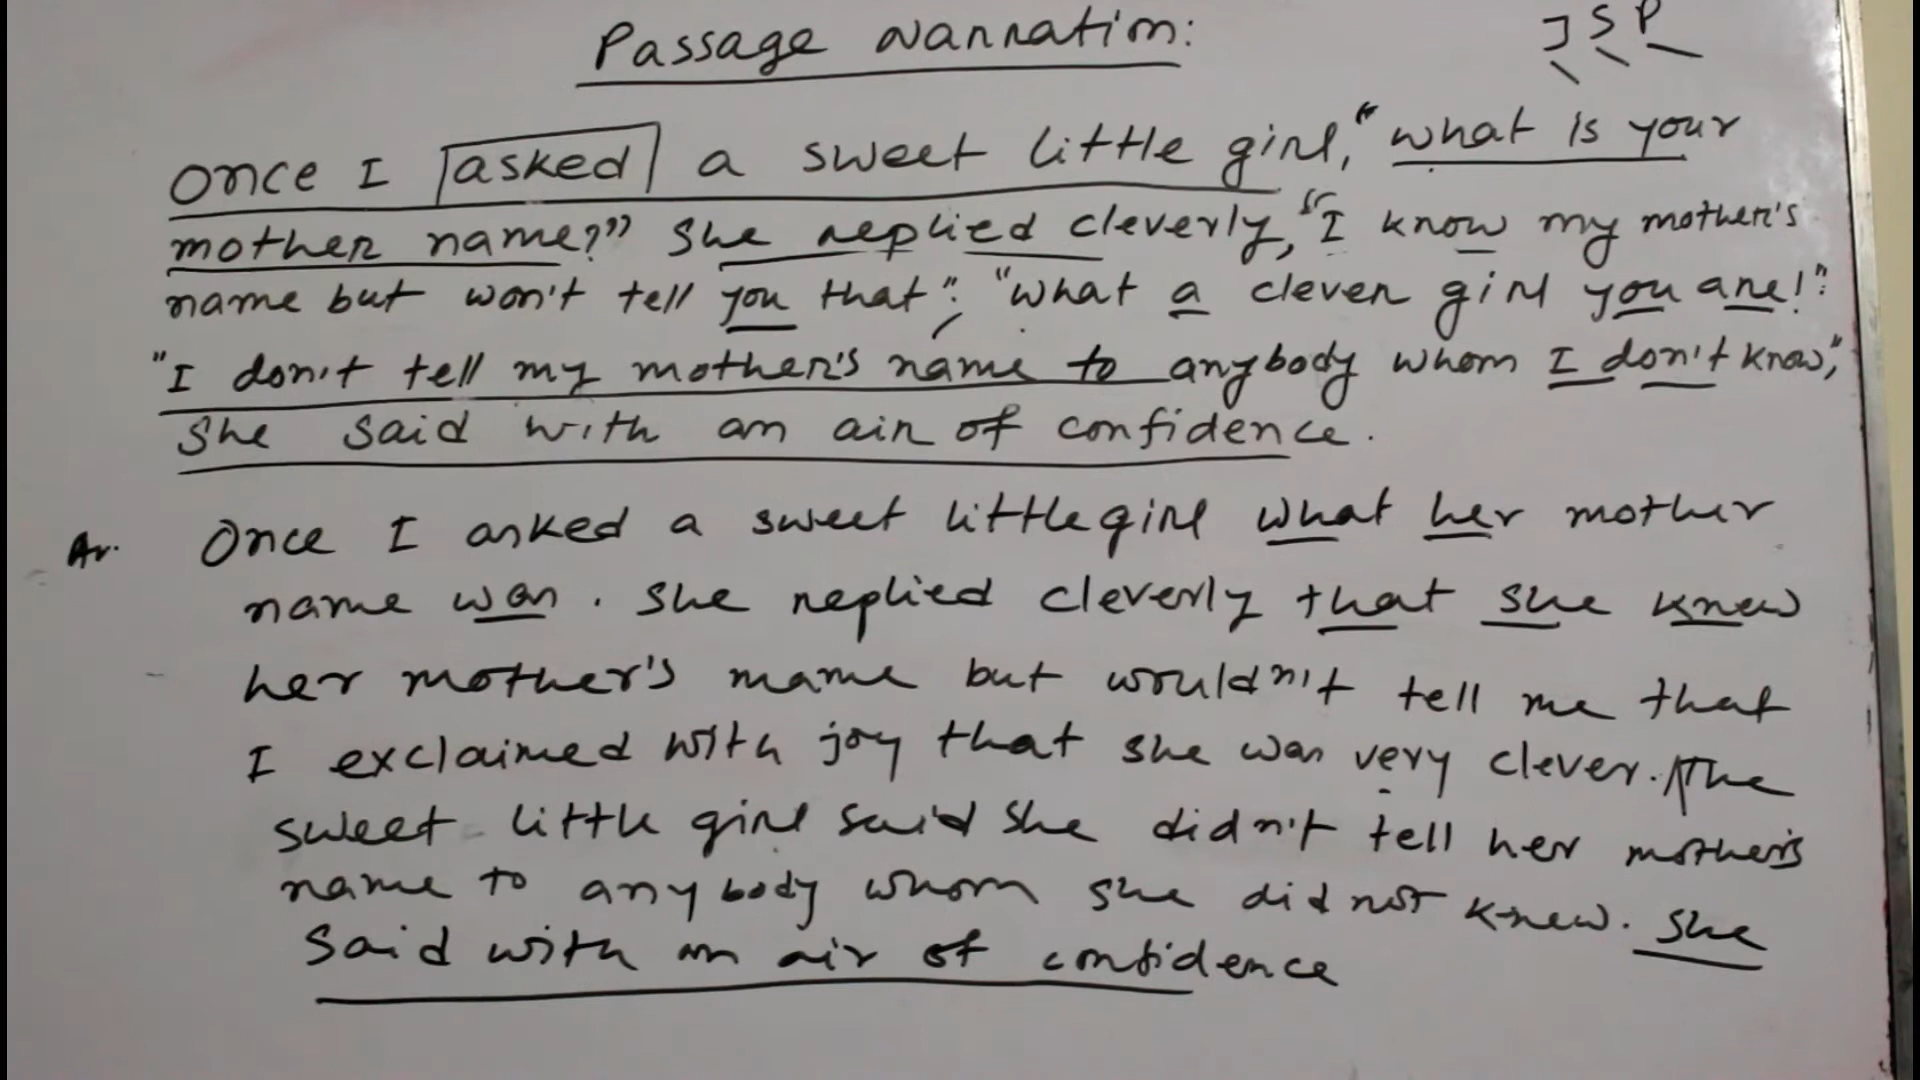 Passage Narration:
J S P
Once I asked a sweet little girl, "what is your
mother name?" She replied cleverly, "I know my mother's
name but won't tell you that". "What a clever girl you are!".
"I don't tell my mother's name to anybody whom I don't know",
She said with an air of confidence.
Ar. Once I asked a sweet little girl what her mother
name was. She replied cleverly that she knew
her mother's name but wouldn't tell me that
I exclaimed with joy that she was very clever. The
sweet little girl said she didn't tell her mother's
name to anybody whom she did not knew. She
said with an air of confidence